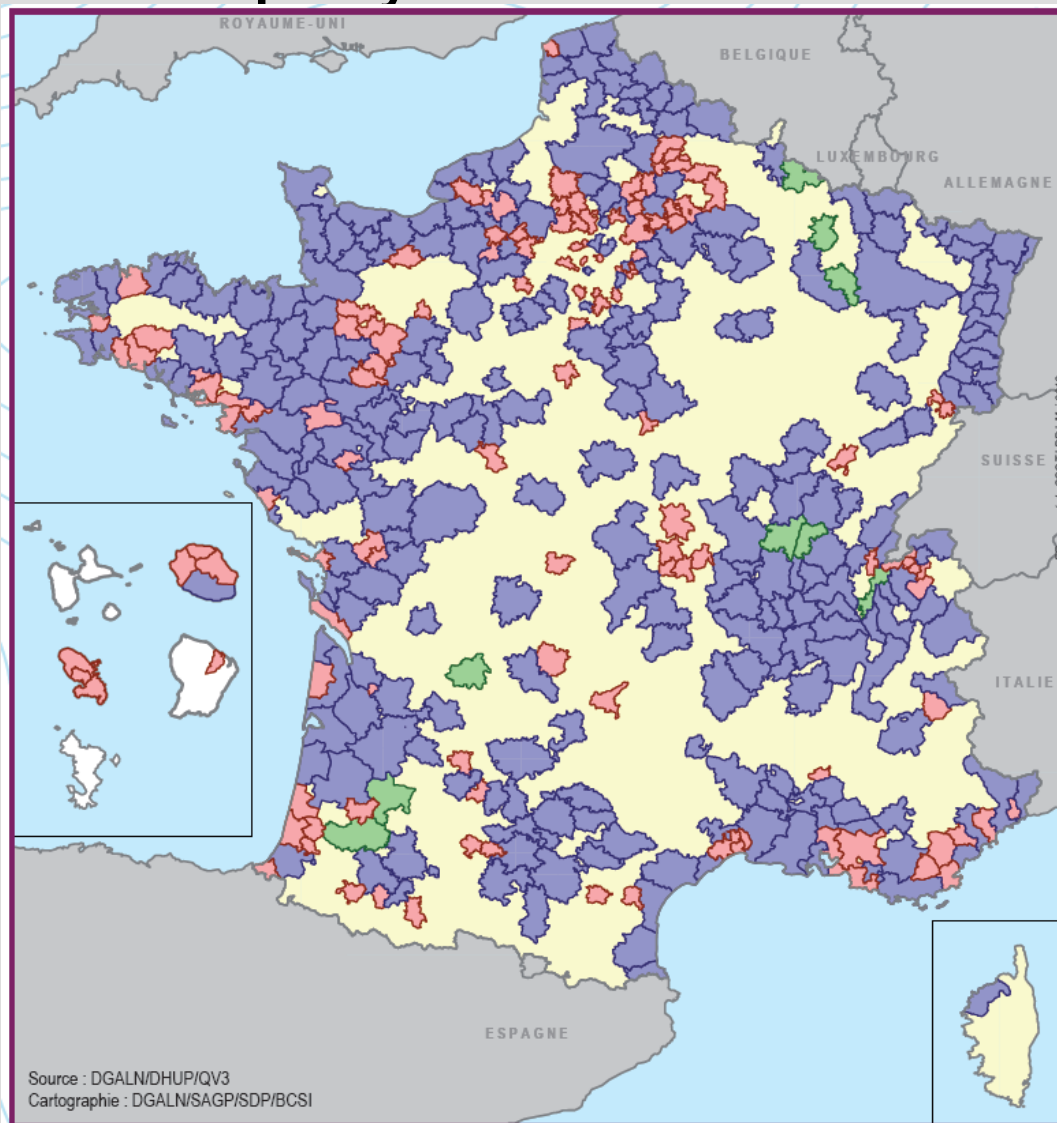 ROYAUME-UNI
BELGIQUE
LUXEMBOURG
ALLEMAGNE
SUISSE
ITALIE
ESPAGNE
Source : DGALN/DHUP/QV3
Cartographie : DGALN/SAGP/SDP/BCSI